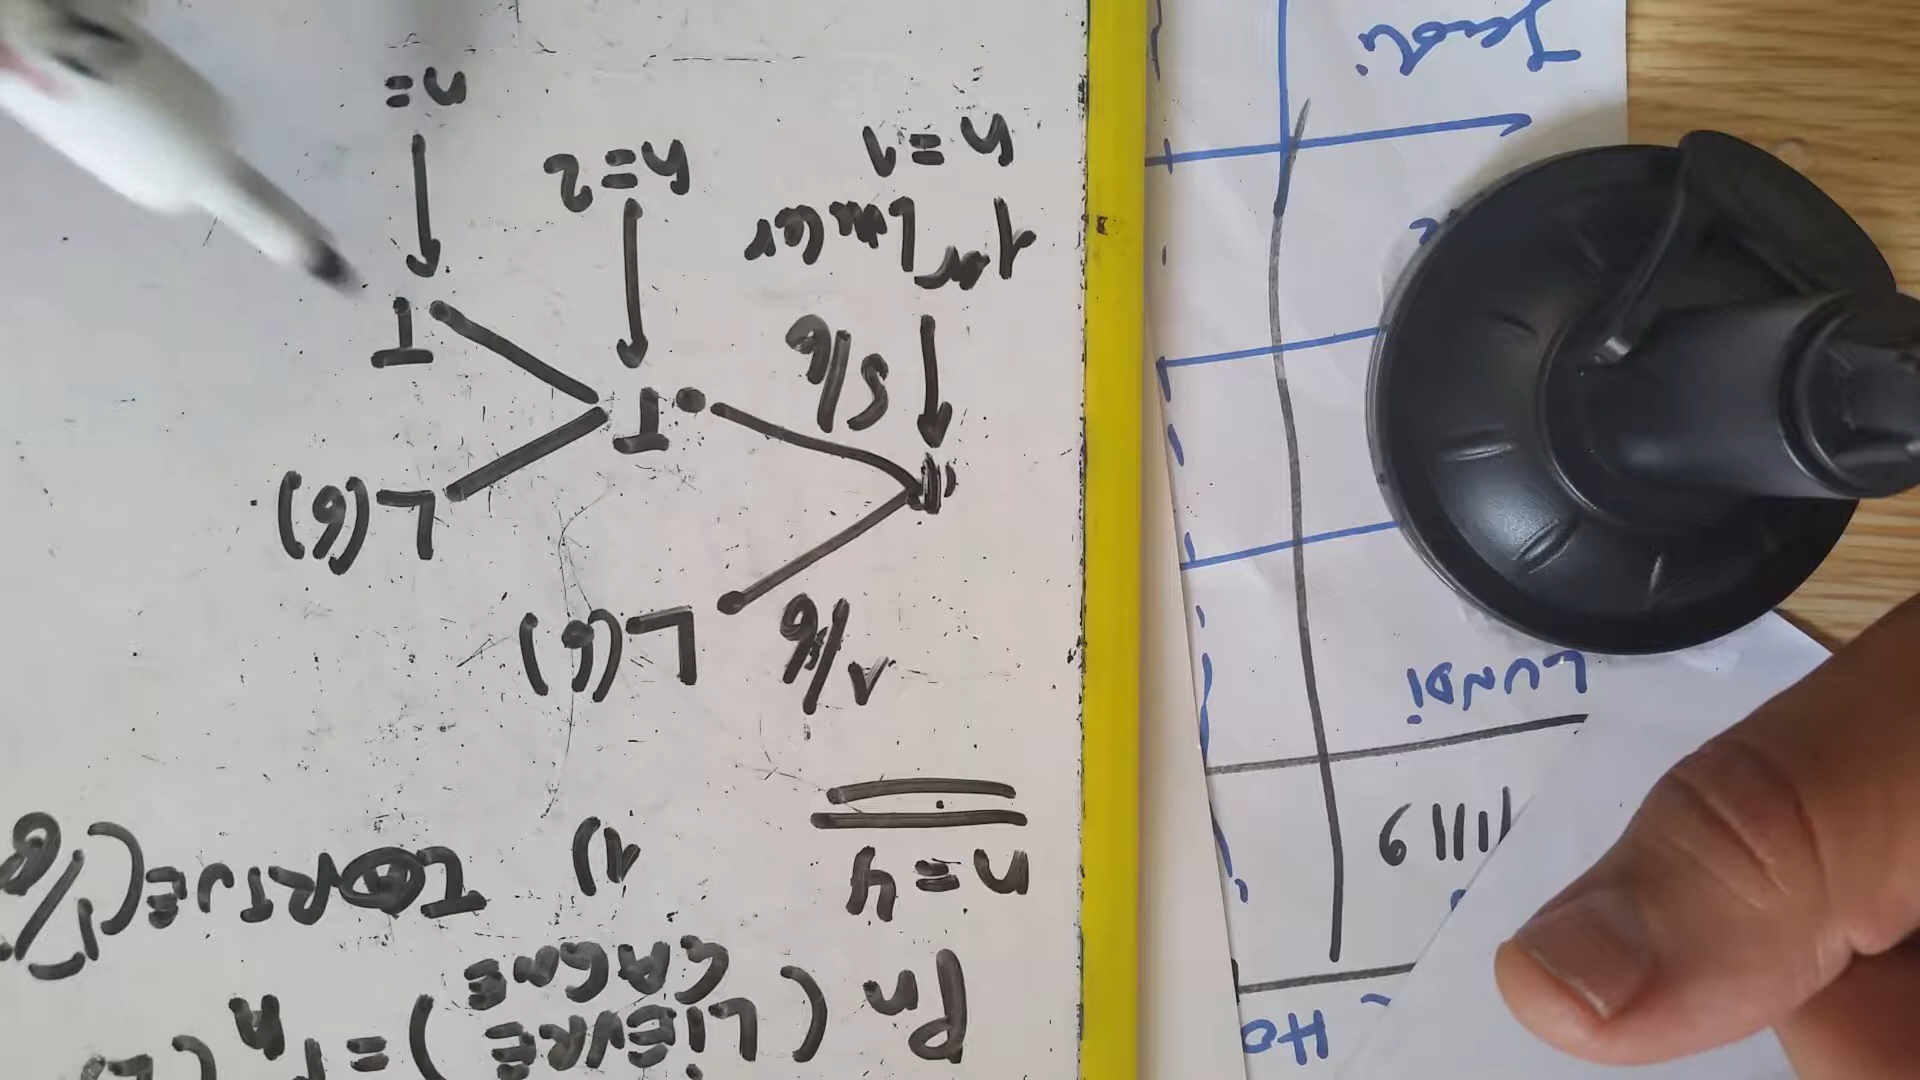 Pn (LIÈVRE GAGNE) = Pn (L
n=4
1) TORTUE (T/6
1/6
L(6)
L(6)
5/6
T
T
1er Lancer
n=1
n=2
n=
LUNDI
Jeudi